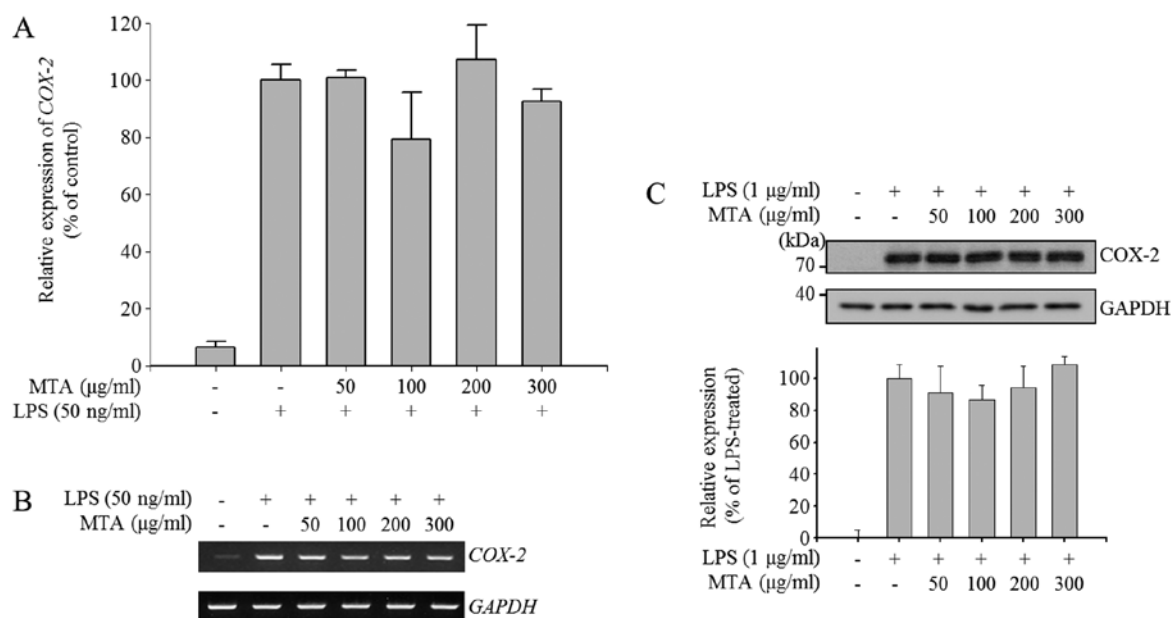 A
Relative expression of COX-2
(% of control)
120
100
80
60
40
20
0
MTA (μg/ml) - - 50 100 200 300
LPS (50 ng/ml) - + + + + +
B
LPS (50 ng/ml) - + + + + +
MTA (μg/ml) - - 50 100 200 300
COX-2
GAPDH
C
LPS (1 μg/ml) - + + + + +
MTA (μg/ml) - - 50 100 200 300
(kDa)
70
COX-2
40
GAPDH
Relative expression
(% of LPS-treated)
100
80
60
40
20
0
LPS (1 μg/ml) - + + + + +
MTA (μg/ml) - - 50 100 200 300